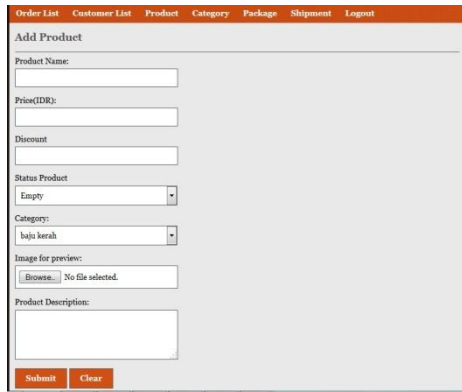 Order List Customer List Product Category Package Shipment Logout
Add Product
Product Name:
Price(IDR):
Discount
Status Product
Empty
Category:
baju kerah
Image for preview:
Browse.. No file selected.
Product Description:
Submit Clear